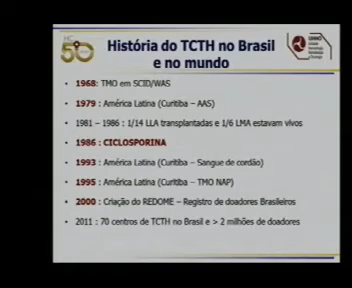 História do TCTH no Brasil
e no mundo
HC
50
• 1968: TMO em SCID/WAS
• 1979 : América Latina (Curitiba – AAS)
• 1981 – 1986 : 1/14 LLA transplantadas e 1/6 LMA estavam vivos
• 1986 : CICLOSPORINA
• 1993 : América Latina (Curitiba – Sangue de cordão)
• 1995 : América Latina (Curitiba – TMO NAP)
• 2000 : Criação do REDOME – Registro de doadores Brasileiros
• 2011 : 70 centros de TCTH no Brasil e > 2 milhões de doadores